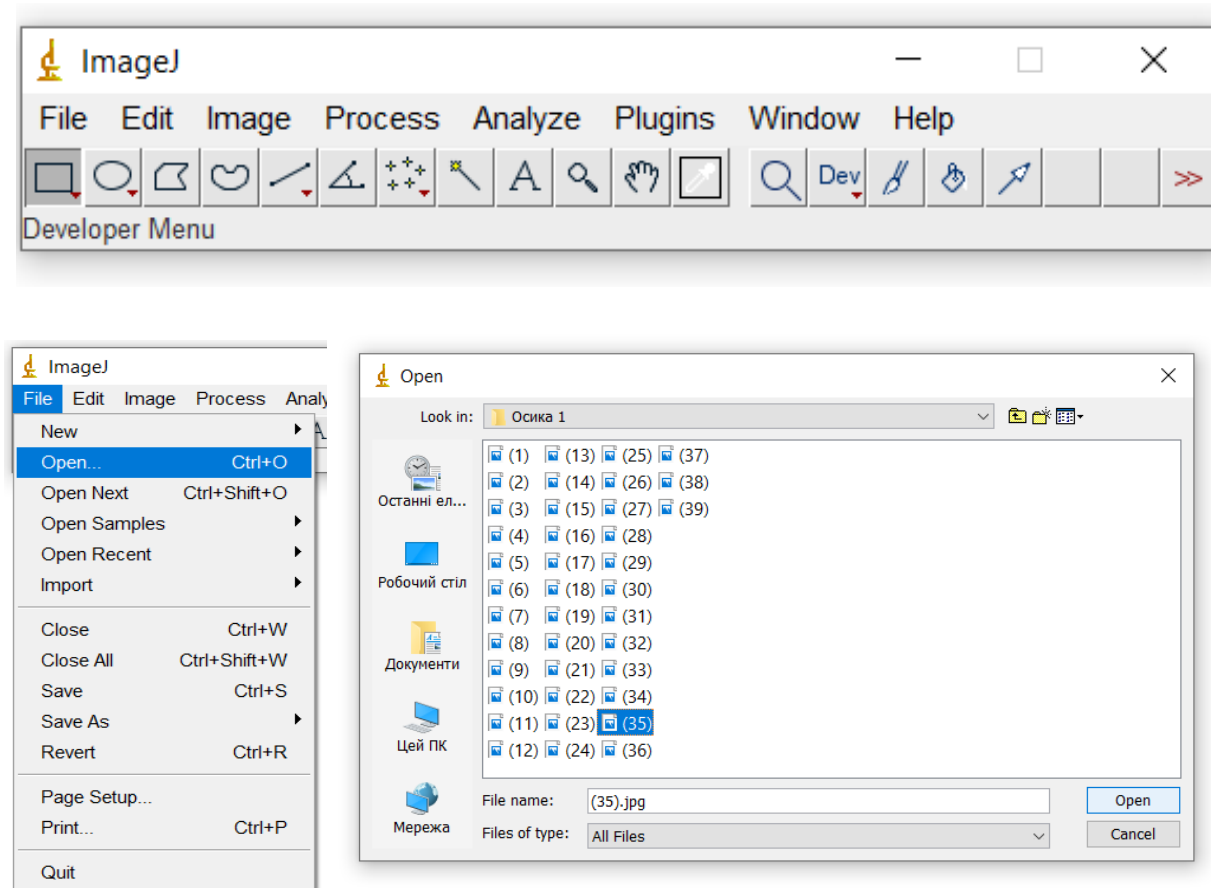 ImageJ
File Edit Image Process Analyze Plugins Window Help
A Dev >>
Developer Menu
ImageJ
File Edit Image Process Analy
New
Open... Ctrl+O
Open Next Ctrl+Shift+O
Open Samples
Open Recent
Import
Close Ctrl+W
Close All Ctrl+Shift+W
Save Ctrl+S
Save As
Revert Ctrl+R
Page Setup...
Print... Ctrl+P
Quit
Open
Look in: Осика 1
Останні ел...
Робочий стіл
Документи
Цей ПК
Мережа
(1) (13) (25) (37)
(2) (14) (26) (38)
(3) (15) (27) (39)
(4) (16) (28)
(5) (17) (29)
(6) (18) (30)
(7) (19) (31)
(8) (20) (32)
(9) (21) (33)
(10) (22) (34)
(11) (23) (35)
(12) (24) (36)
File name: (35).jpg Open
Files of type: All Files Cancel